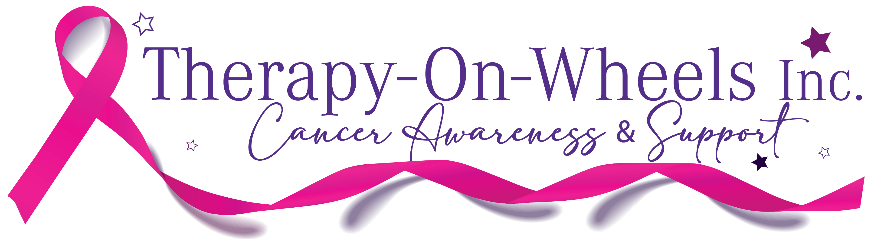 Therapy-On-Wheels Inc.
Cancer Awareness & Support